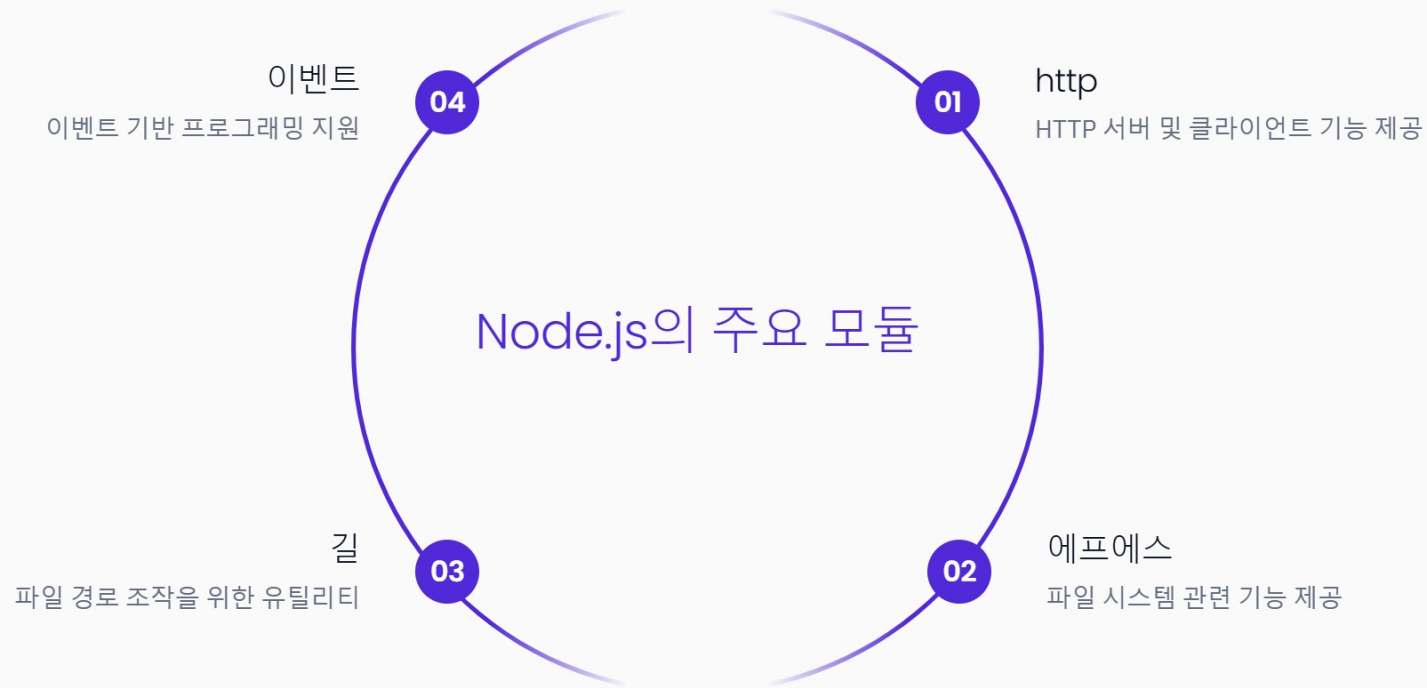 Node.js의 주요 모듈
01
http
HTTP 서버 및 클라이언트 기능 제공
02
에프에스
파일 시스템 관련 기능 제공
03
길
파일 경로 조작을 위한 유틸리티
04
이벤트
이벤트 기반 프로그래밍 지원